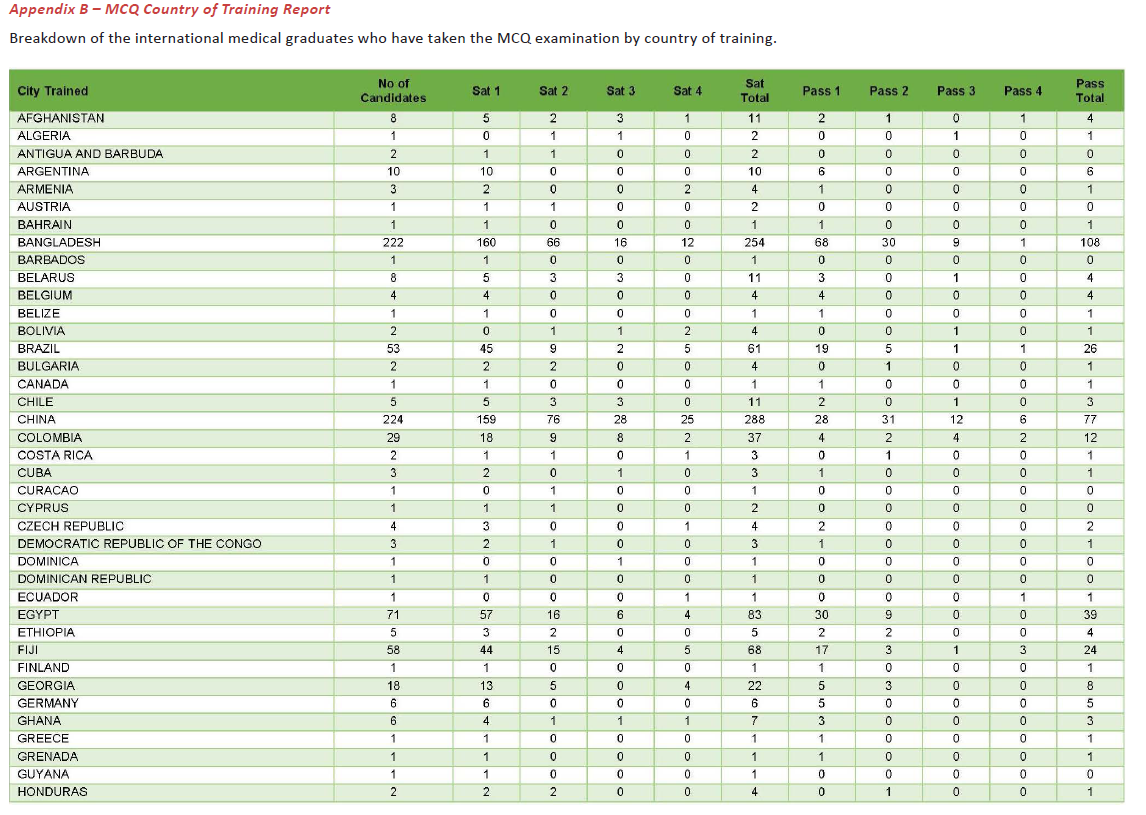 Appendix B – MCQ Country of Training Report
Breakdown of the international medical graduates who have taken the MCQ examination by country of training.
City Trained No of Candidates Sat 1 Sat 2 Sat 3 Sat 4 Sat Total Pass 1 Pass 2 Pass 3 Pass 4 Pass Total
AFGHANISTAN 8 5 2 3 1 11 2 1 0 1 4
ALGERIA 1 0 1 1 0 2 0 0 1 0 1
ANTIGUA AND BARBUDA 2 1 1 0 0 2 0 0 0 0 0
ARGENTINA 10 10 0 0 0 10 6 0 0 0 6
ARMENIA 3 2 0 0 2 4 1 0 0 0 1
AUSTRIA 1 1 1 0 0 2 0 0 0 0 0
BAHRAIN 1 1 0 0 0 1 1 0 0 0 1
BANGLADESH 222 160 66 16 12 254 68 30 9 1 108
BARBADOS 1 1 0 0 0 1 0 0 0 0 0
BELARUS 8 5 3 3 0 11 3 0 1 0 4
BELGIUM 4 4 0 0 0 4 4 0 0 0 4
BELIZE 1 1 0 0 0 1 1 0 0 0 1
BOLIVIA 2 0 1 1 2 4 0 0 1 0 1
BRAZIL 53 45 9 2 5 61 19 5 1 1 26
BULGARIA 2 2 2 0 0 4 0 1 0 0 1
CANADA 1 1 0 0 0 1 1 0 0 0 1
CHILE 5 5 3 3 0 11 2 0 1 0 3
CHINA 224 159 76 28 25 288 28 31 12 6 77
COLOMBIA 29 18 9 8 2 37 4 2 4 2 12
COSTA RICA 2 1 1 0 1 3 0 1 0 0 1
CUBA 3 2 0 1 0 3 1 0 0 0 1
CURACAO 1 0 1 0 0 1 0 0 0 0 0
CYPRUS 1 1 1 0 0 2 0 0 0 0 0
CZECH REPUBLIC 4 3 0 0 1 4 2 0 0 0 2
DEMOCRATIC REPUBLIC OF THE CONGO 3 2 1 0 0 3 1 0 0 0 1
DOMINICA 1 0 0 1 0 1 0 0 0 0 0
DOMINICAN REPUBLIC 1 1 0 0 0 1 0 0 0 0 0
ECUADOR 1 0 0 0 1 1 0 0 0 1 1
EGYPT 71 57 16 6 4 83 30 9 0 0 39
ETHIOPIA 5 3 2 0 0 5 2 2 0 0 4
FIJI 58 44 15 4 5 68 17 3 1 3 24
FINLAND 1 1 0 0 0 1 1 0 0 0 1
GEORGIA 18 13 5 0 4 22 5 3 0 0 8
GERMANY 6 6 0 0 0 6 5 0 0 0 5
GHANA 6 4 1 1 1 7 3 0 0 0 3
GREECE 1 1 0 0 0 1 1 0 0 0 1
GRENADA 1 1 0 0 0 1 1 0 0 0 1
GUYANA 1 1 0 0 0 1 0 0 0 0 0
HONDURAS 2 2 2 0 0 4 0 1 0 0 1